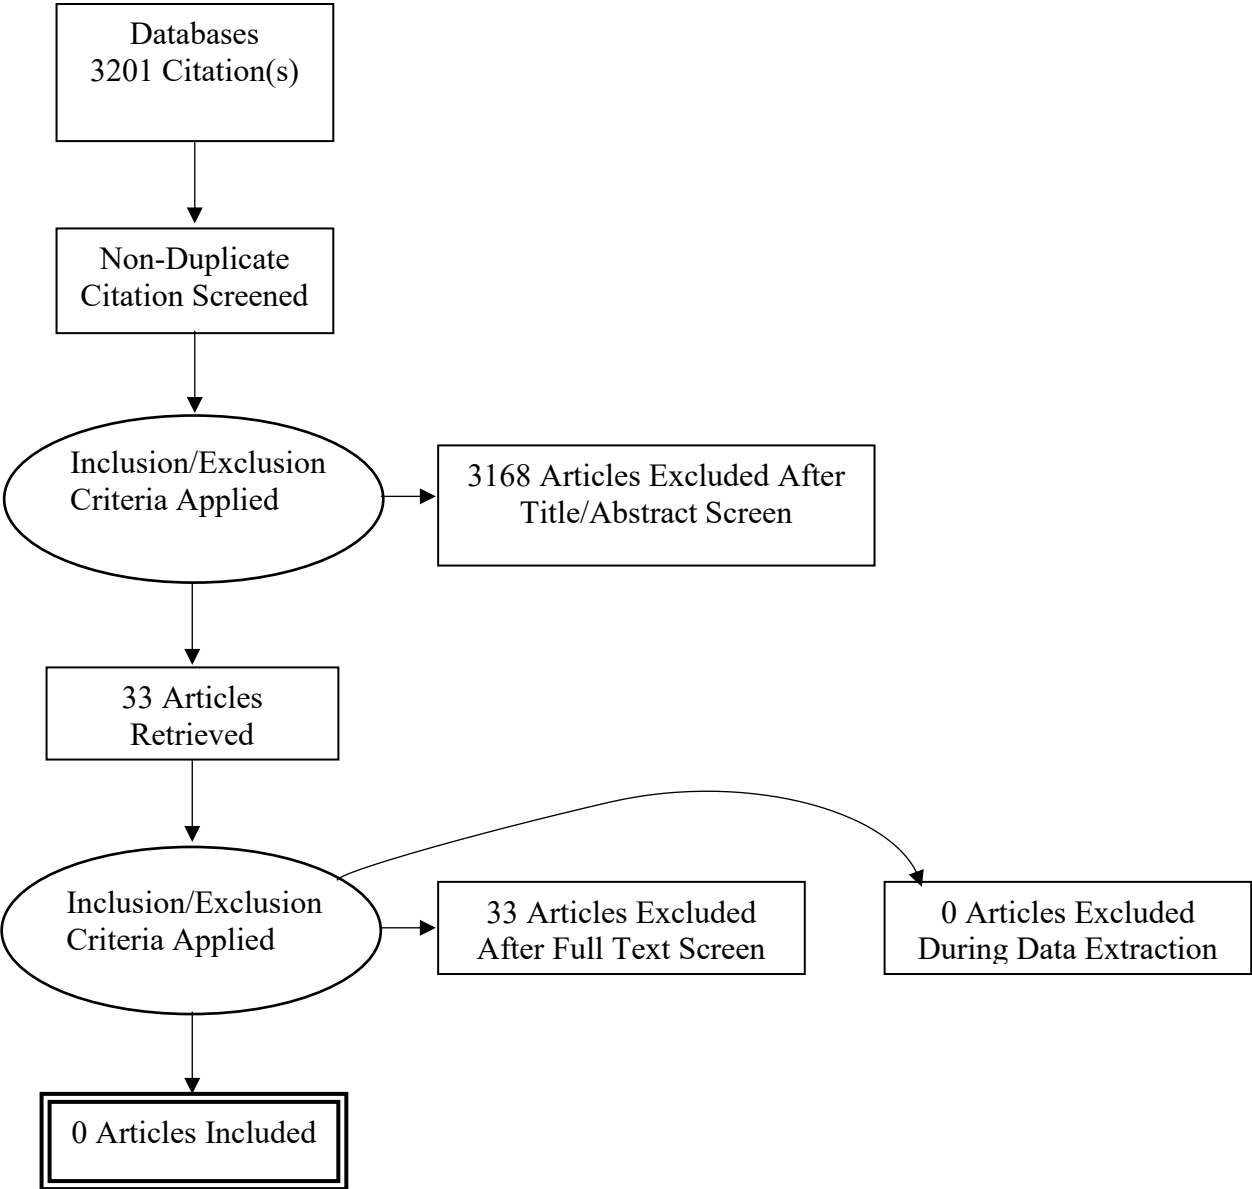 Databases
3201 Citation(s)
Non-Duplicate
Citation Screened
Inclusion/Exclusion
Criteria Applied
3168 Articles Excluded After
Title/Abstract Screen
33 Articles
Retrieved
Inclusion/Exclusion
Criteria Applied
33 Articles Excluded
After Full Text Screen
0 Articles Excluded
During Data Extraction
0 Articles Included